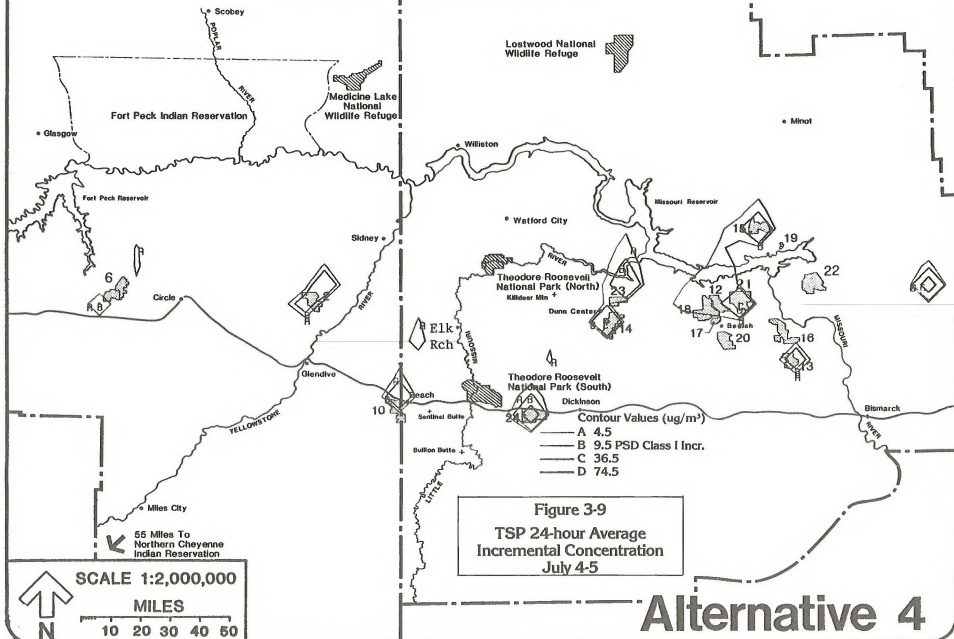 Scobey
POPLAR
RIVER
Lostwood National
Wildlife Refuge
Medicine Lake
National
Wildlife Refuge
Fort Peck Indian Reservation
Minot
Glasgow
Williston
Fort Peck Reservoir
Missouri Reservoir
Watford City
Sidney
RIVER
15
19
6
Theodore Roosevelt
National Park (North)
Killdeer Mtn
22
Circle
RIVER
23
12
21
Elk
Rch
Dunn Center
14
18
17
Beulah
20
16
MISSOURI
MISSOURI
13
Glendive
Theodore Roosevelt
National Park (South)
Beach
10
Dickinson
Sentinel Butte
24
Bismarck
RIVER
YELLOWSTONE
Contour Values (ug/m³)
A 4.5
B 9.5 PSD Class I Incr.
C 36.5
D 74.5
Bullion Butte
LITTLE
Miles City
Figure 3-9
TSP 24-hour Average
Incremental Concentration
July 4-5
55 Miles To
Northern Cheyenne
Indian Reservation
SCALE 1:2,000,000
MILES
10 20 30 40 50
N
Alternative 4